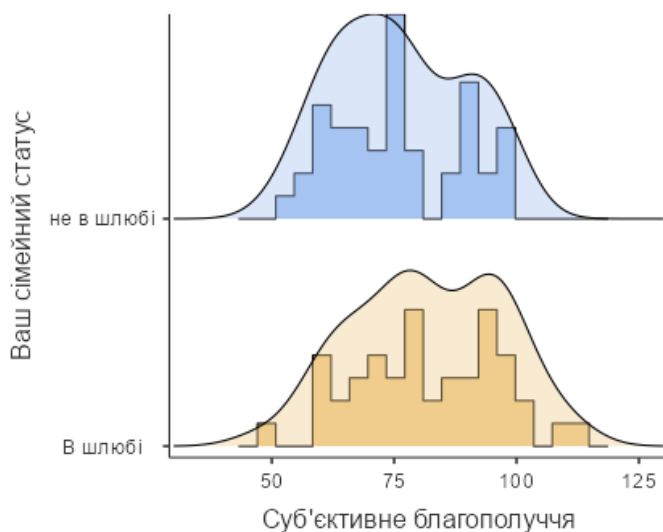 Ваш сімейний статус
не в шлюбі
В шлюбі
50 75 100 125
Суб'єктивне благополуччя